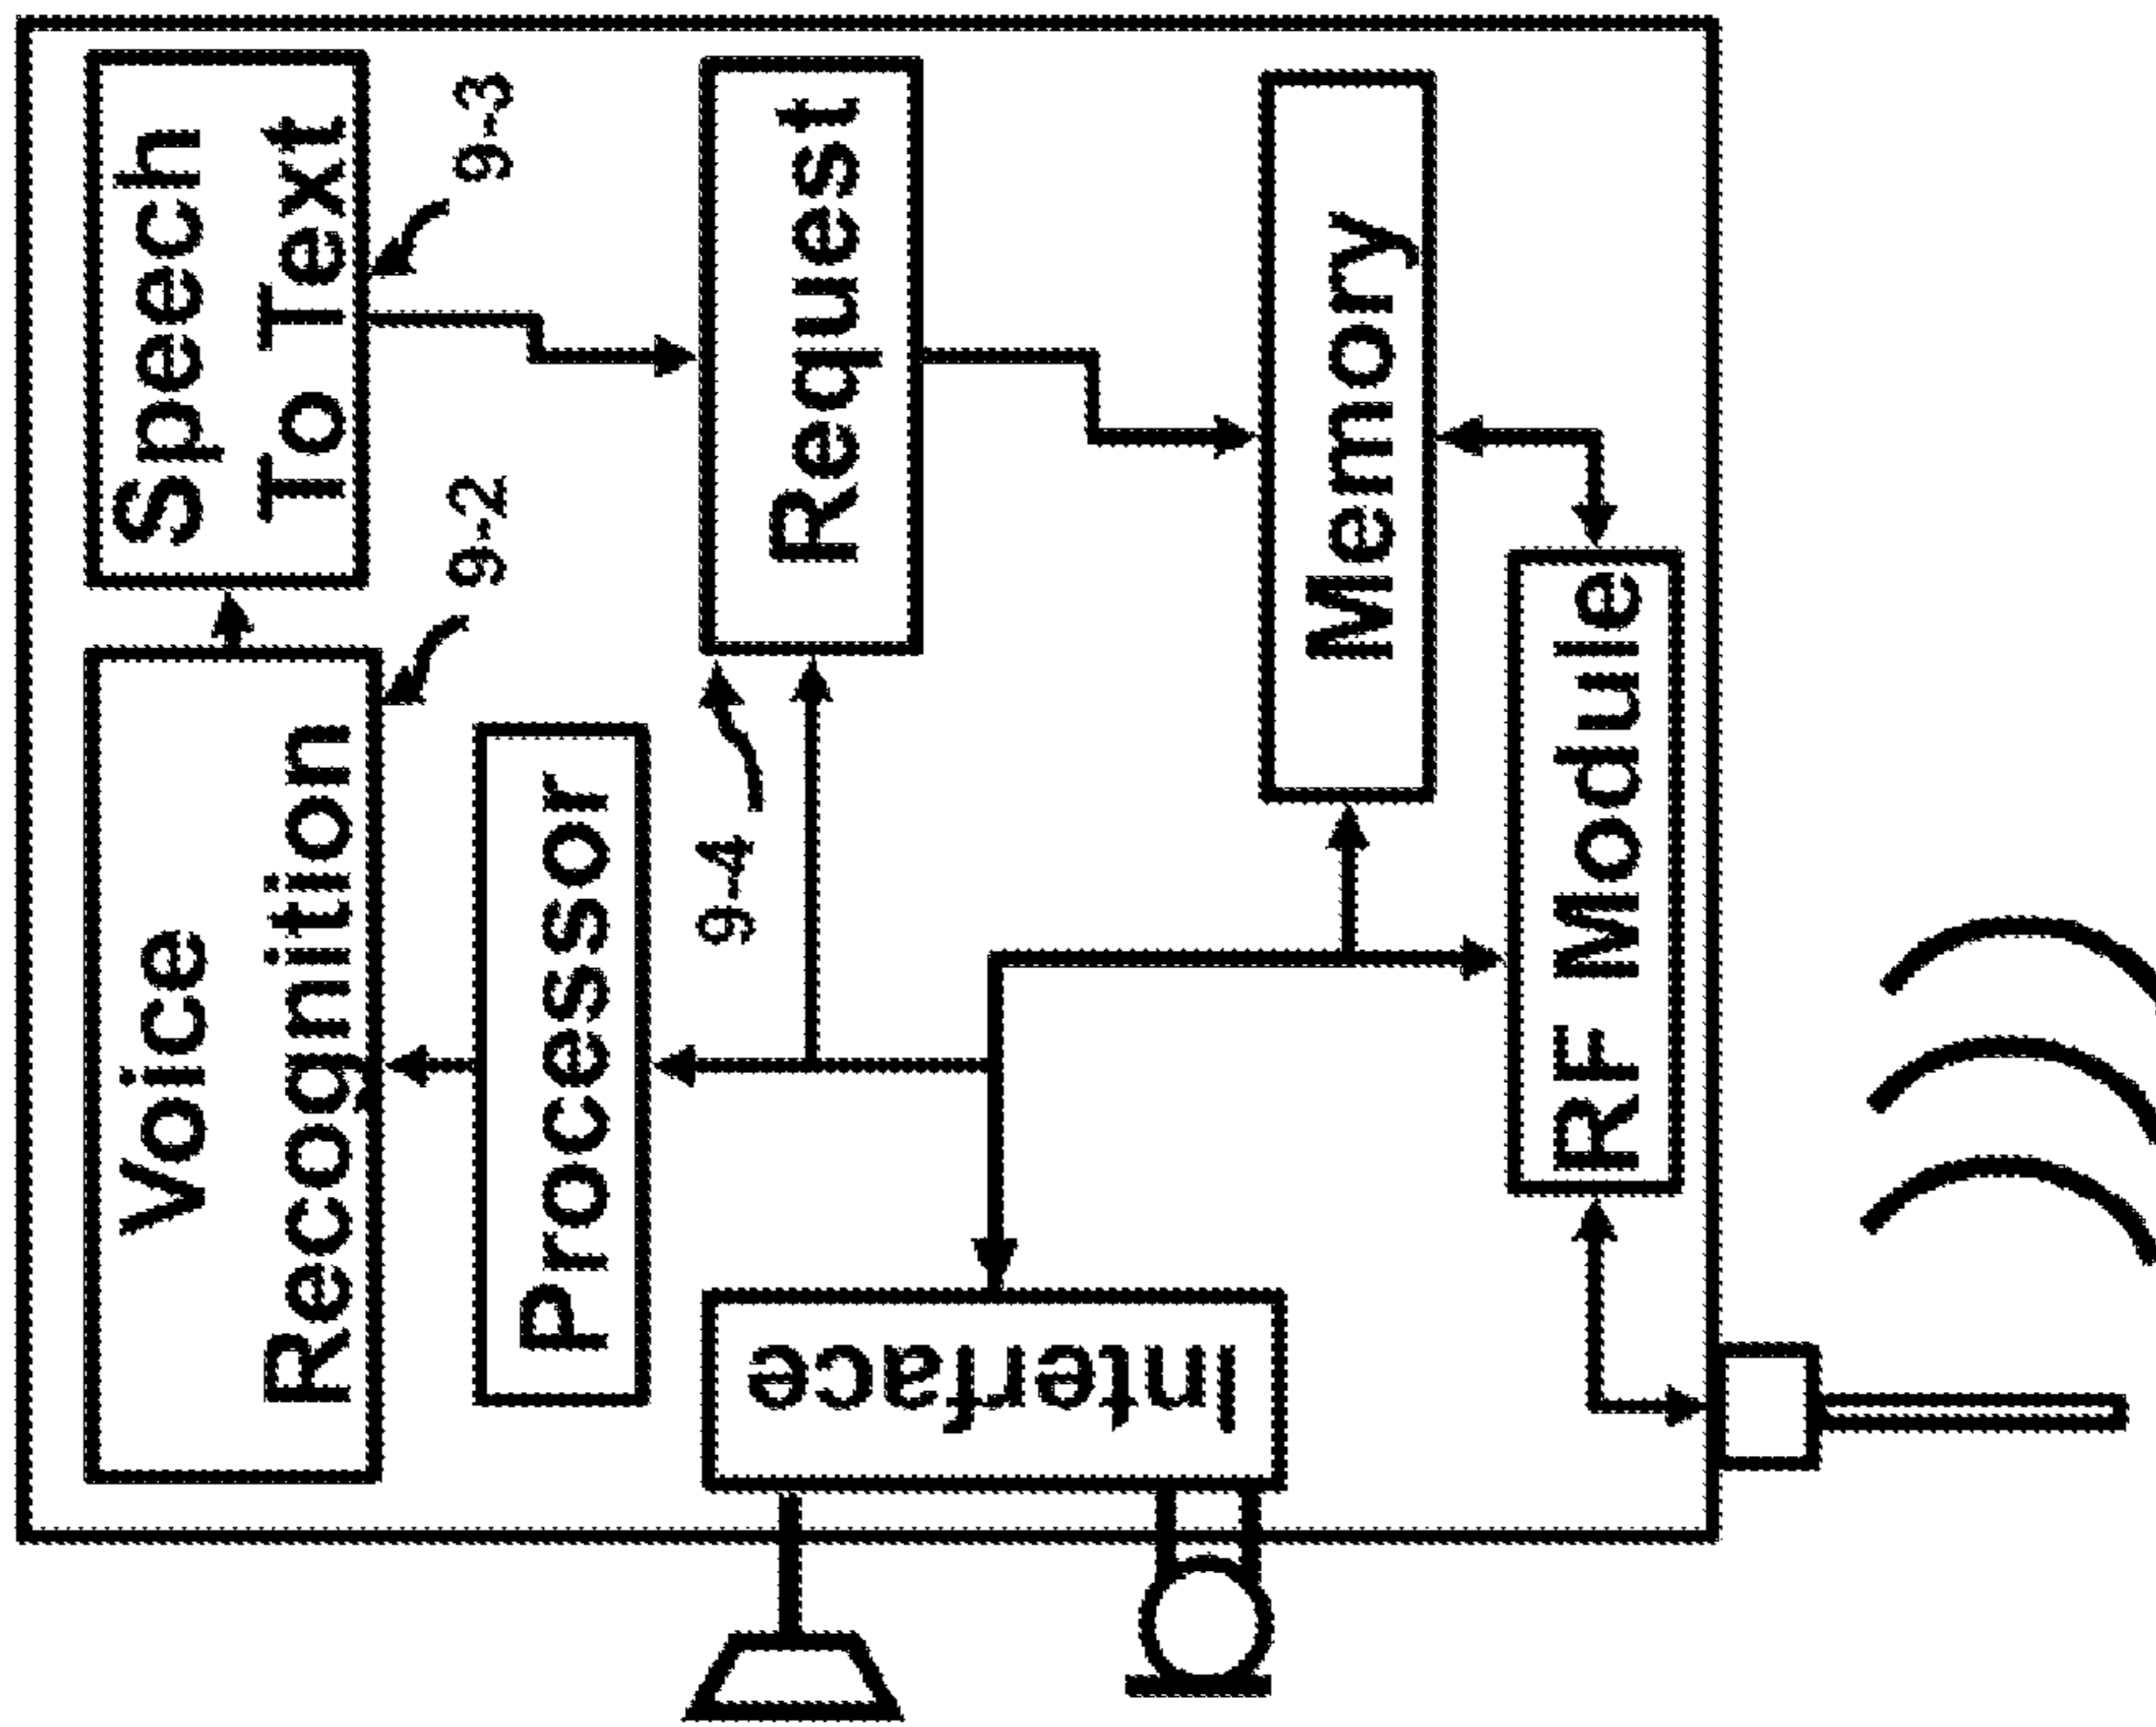 Voice
Recognition
Speech
To Text
9-2
9-3
Processor
9-4
Request
Interface
Memory
RF Module